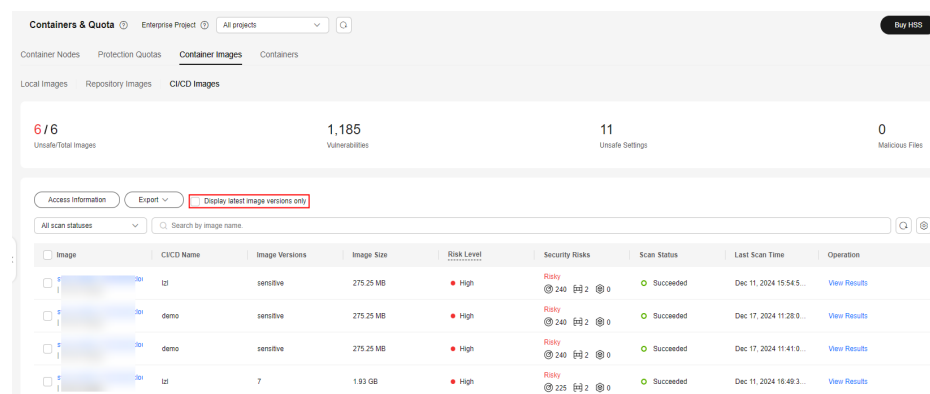 Containers & Quota Enterprise Project All projects Buy HSS
Container Nodes Protection Quotas Container Images Containers
Local Images Repository Images CI/CD Images
6 / 6 1,185 11 0
Unsafe/Total Images Vulnerabilities Unsafe Settings Malicious Files
Access Information Export Display latest image versions only
All scan statuses Search by image name.
Image CI/CD Name Image Versions Image Size Risk Level Security Risks Scan Status Last Scan Time Operation
lzl sensitive 275.25 MB High Risky 240 2 0 Succeeded Dec 11, 2024 15:54:5... View Results
demo sensitive 275.25 MB High Risky 240 2 0 Succeeded Dec 17, 2024 11:28:0... View Results
demo sensitive 275.25 MB High Risky 240 2 0 Succeeded Dec 17, 2024 11:41:0... View Results
lzl 7 1.93 GB High Risky 225 2 0 Succeeded Dec 11, 2024 16:49:3... View Results